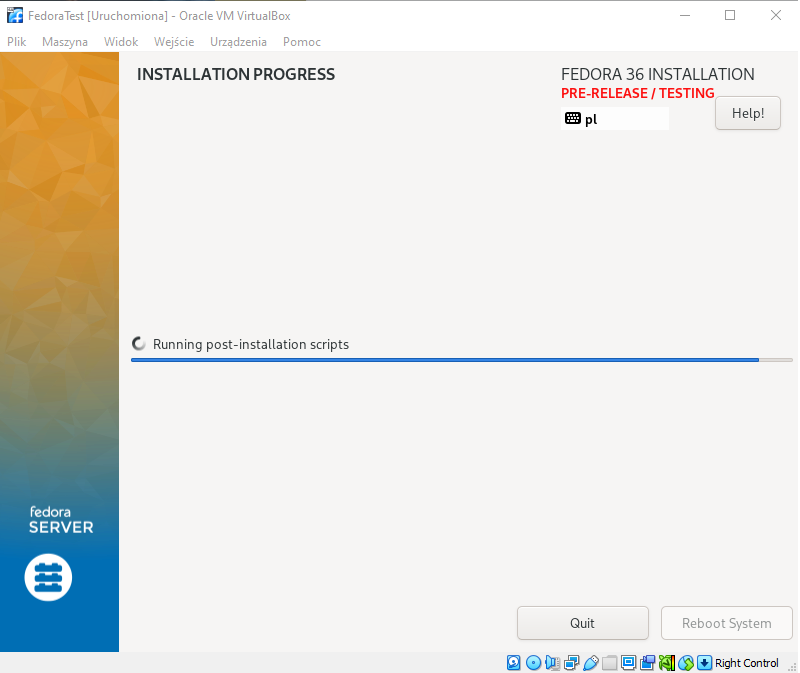 FedoraTest [Uruchomiona] - Oracle VM VirtualBox
Plik Maszyna Widok Wejście Urządzenia Pomoc
INSTALLATION PROGRESS
FEDORA 36 INSTALLATION
PRE-RELEASE / TESTING
pl
Help!
Running post-installation scripts
fedora
SERVER
Quit
Reboot System
Right Control